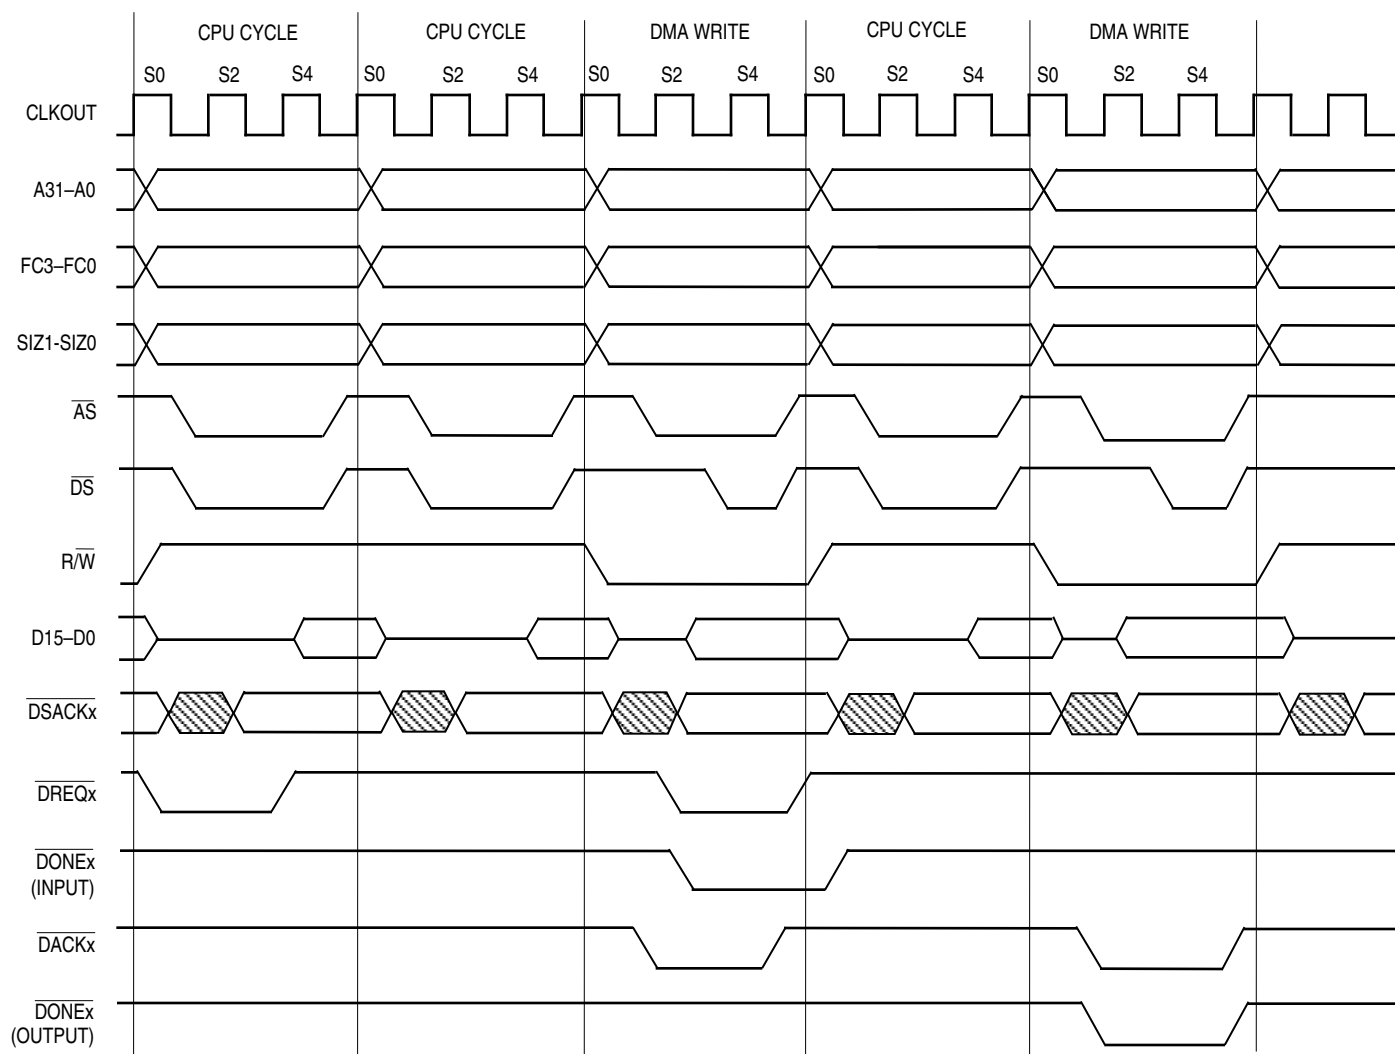 CPU CYCLE CPU CYCLE DMA WRITE CPU CYCLE DMA WRITE
S0 S2 S4 S0 S2 S4 S0 S2 S4 S0 S2 S4 S0 S2 S4
CLKOUT
A31–A0
FC3–FC0
SIZ1-SIZ0
AS
DS
R/W
D15–D0
DSACKx
DREQx
DONEx
(INPUT)
DACKx
DONEx
(OUTPUT)